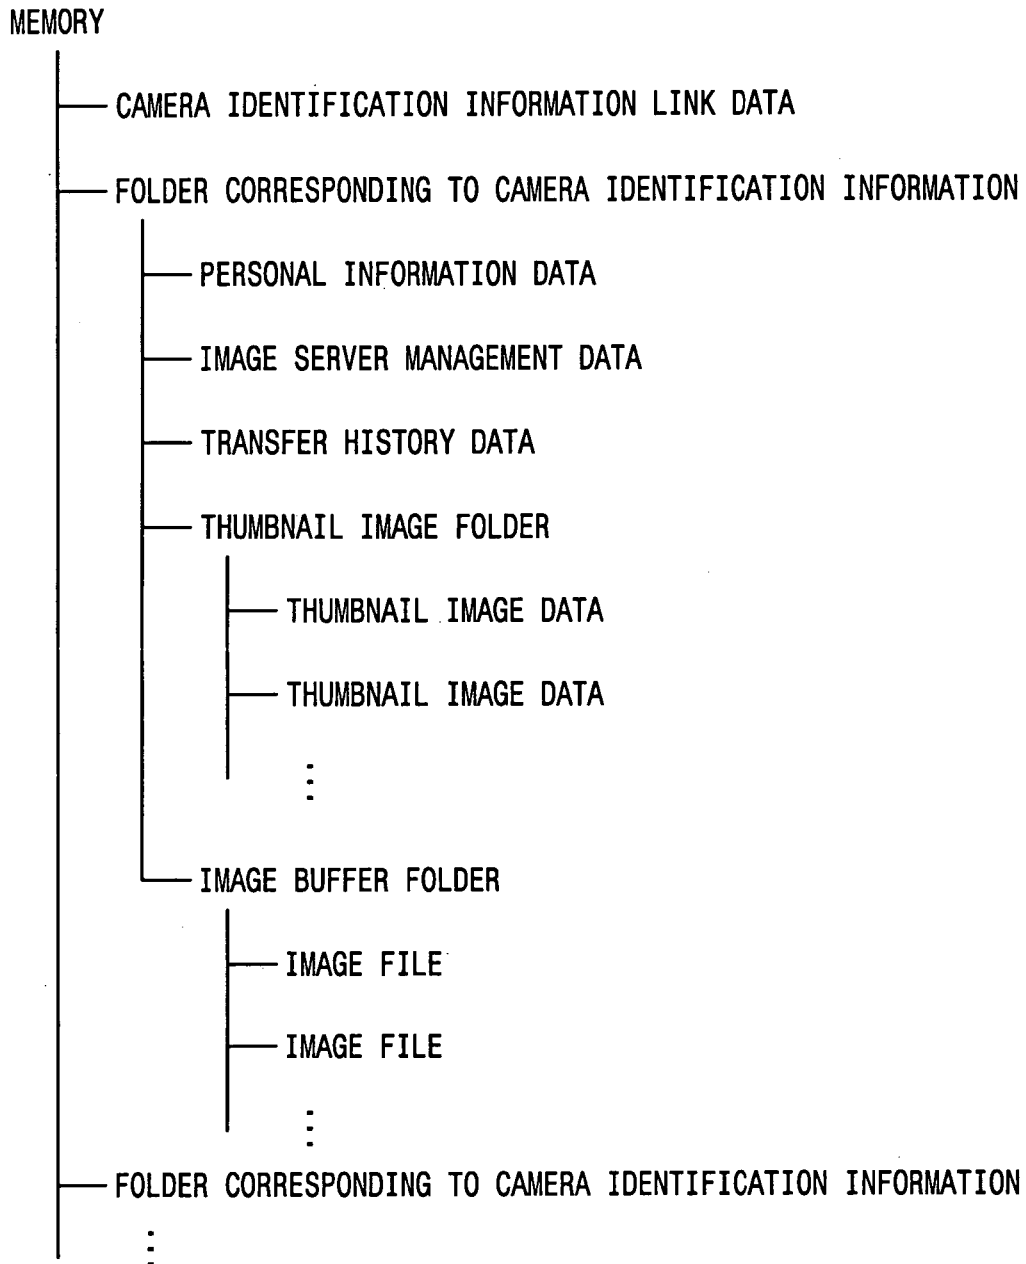 MEMORY
CAMERA IDENTIFICATION INFORMATION LINK DATA
FOLDER CORRESPONDING TO CAMERA IDENTIFICATION INFORMATION
PERSONAL INFORMATION DATA
IMAGE SERVER MANAGEMENT DATA
TRANSFER HISTORY DATA
THUMBNAIL IMAGE FOLDER
THUMBNAIL IMAGE DATA
THUMBNAIL IMAGE DATA
⋮
IMAGE BUFFER FOLDER
IMAGE FILE
IMAGE FILE
⋮
FOLDER CORRESPONDING TO CAMERA IDENTIFICATION INFORMATION
⋮